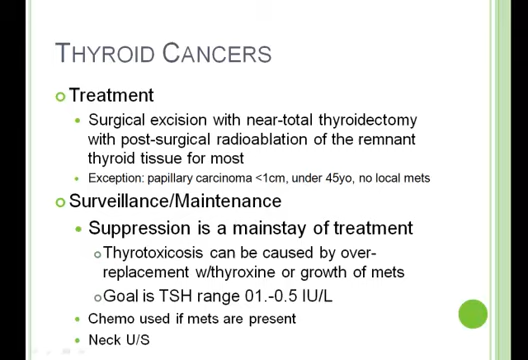 THYROID CANCERS
Treatment
Surgical excision with near-total thyroidectomy
with post-surgical radioablation of the remnant
thyroid tissue for most
Exception: papillary carcinoma <1cm, under 45yo, no local mets
Surveillance/Maintenance
Suppression is a mainstay of treatment
Thyrotoxicosis can be caused by over-
replacement w/thyroxine or growth of mets
Goal is TSH range 01.-0.5 IU/L
Chemo used if mets are present
Neck U/S